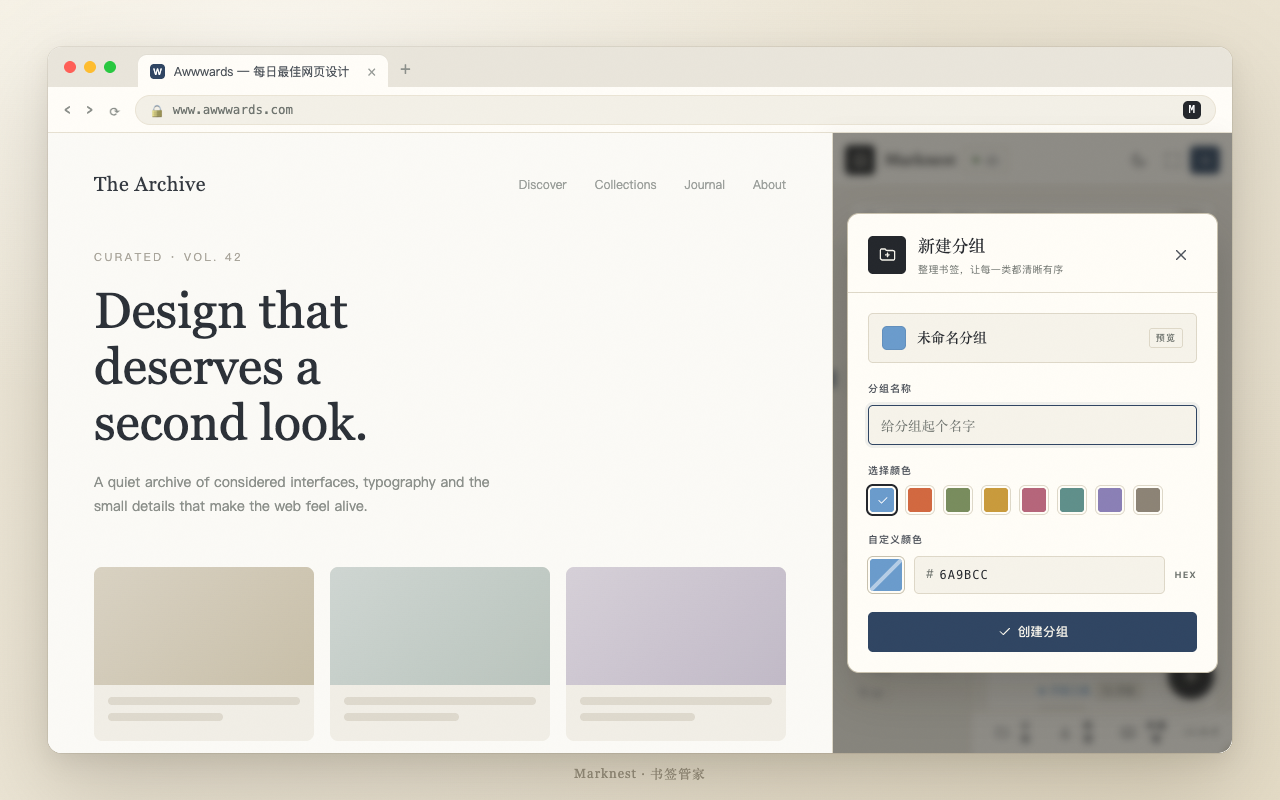 W Awwwards — 每日最佳网页设计
www.awwwards.com M
The Archive
Discover Collections Journal About
CURATED · VOL. 42
Design that
deserves a
second look.
A quiet archive of considered interfaces, typography and the
small details that make the web feel alive.
Marknest
新建分组
整理书签，让每一类都清晰有序
未命名分组 预览
分组名称
给分组起个名字
选择颜色
自定义颜色
# 6A9BCC HEX
创建分组
Marknest · 书签管家